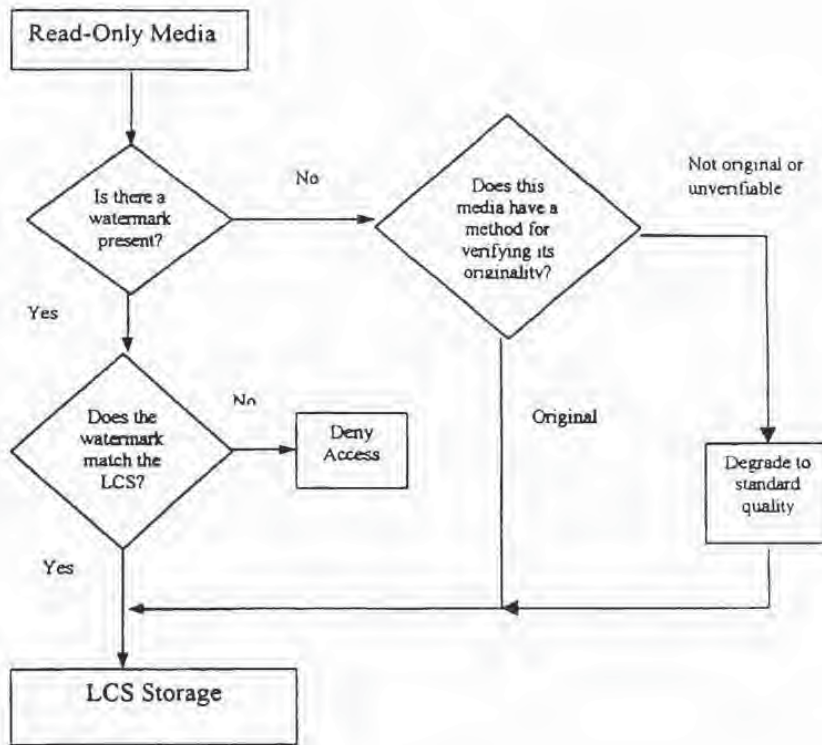 Read-Only Media
Is there a
watermark
present?
No
Does this
media have a
method for
verifying its
originality?
Not original or
unverifiable
Yes
Does the
watermark
match the
LCS?
No
Deny
Access
Original
Degrade to
standard
quality
Yes
LCS Storage